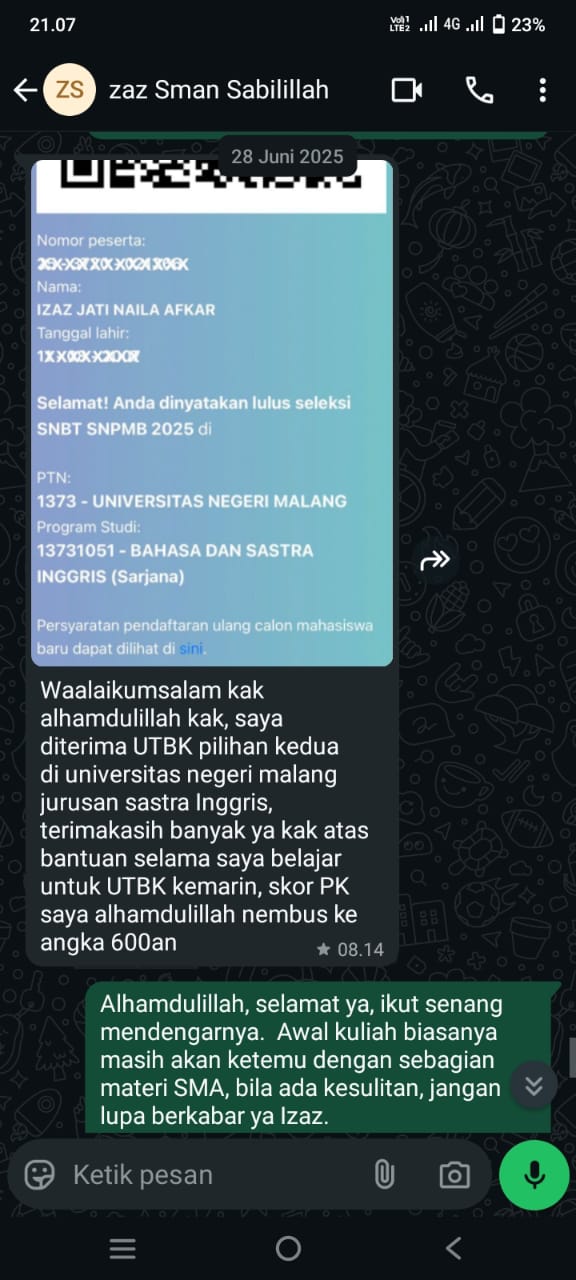 21.07
Vo1)
LTE2
4G
23%
ZS
zaz Sman Sabilillah
28 Juni 2025
Nomor peserta:
Nama:
IZAZ JATI NAILA AFKAR
Tanggal lahir:
Selamat! Anda dinyatakan lulus seleksi
SNBT SNPMB 2025 di
PTN:
1373 - UNIVERSITAS NEGERI MALANG
Program Studi:
13731051 - BAHASA DAN SASTRA
INGGRIS (Sarjana)
Persyaratan pendaftaran ulang calon mahasiswa
baru dapat dilihat di sini.
Waalaikumsalam kak
alhamdulillah kak, saya
diterima UTBK pilihan kedua
di universitas negeri malang
jurusan sastra Inggris,
terimakasih banyak ya kak atas
bantuan selama saya belajar
untuk UTBK kemarin, skor PK
saya alhamdulillah nembus ke
angka 600an
08.14
Alhamdulillah, selamat ya, ikut senang
mendengarnya.  Awal kuliah biasanya
masih akan ketemu dengan sebagian
materi SMA, bila ada kesulitan, jangan
lupa berkabar ya Izaz.
Ketik pesan